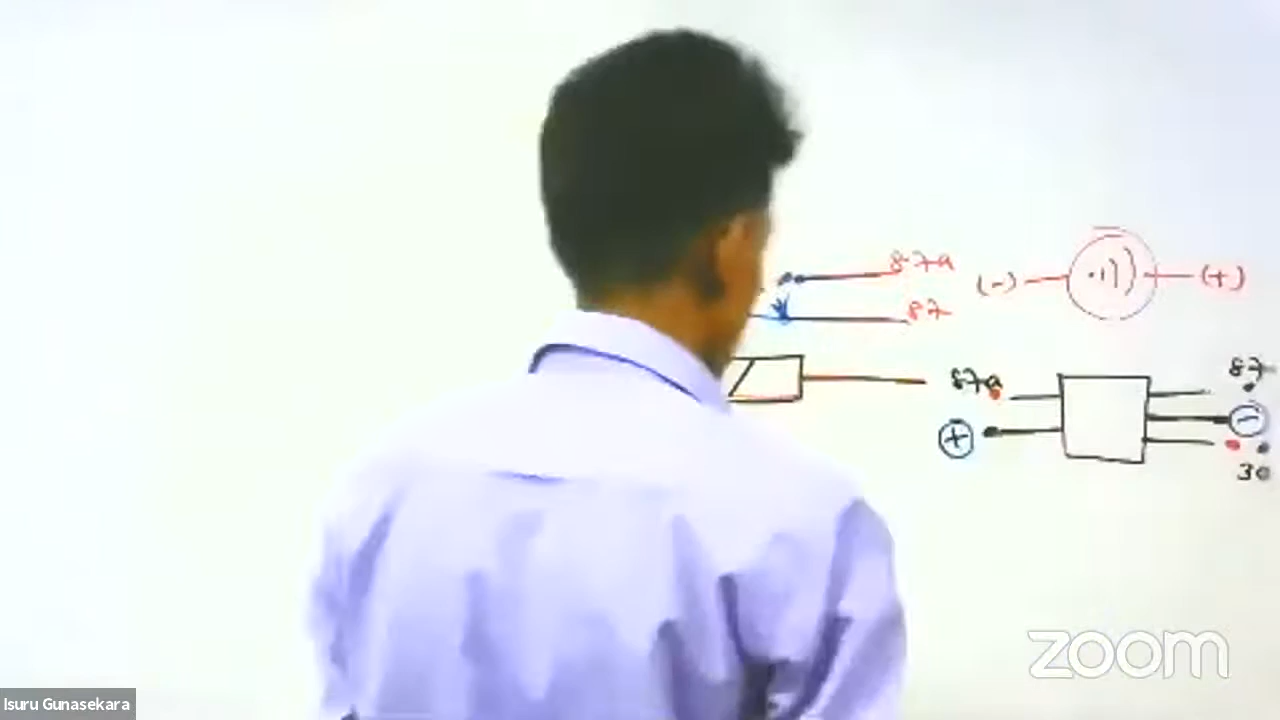 87a
(-) (+)
87
87a 87
+ -
30
zoom
Isuru Gunasekara